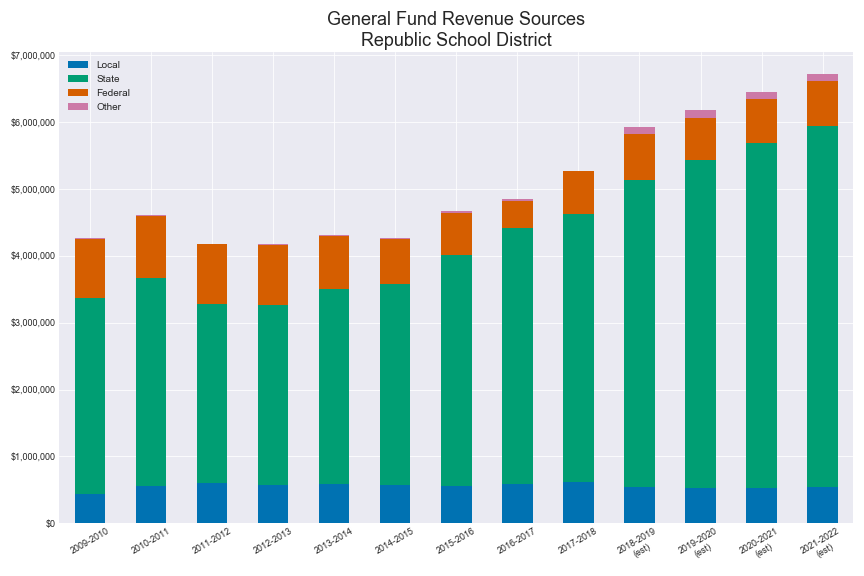 General Fund Revenue Sources
Republic School District
Local
State
Federal
Other
$7,000,000
$6,000,000
$5,000,000
$4,000,000
$3,000,000
$2,000,000
$1,000,000
$0
2009-2010
2010-2011
2011-2012
2012-2013
2013-2014
2014-2015
2015-2016
2016-2017
2017-2018
2018-2019
(est)
2019-2020
(est)
2020-2021
(est)
2021-2022
(est)